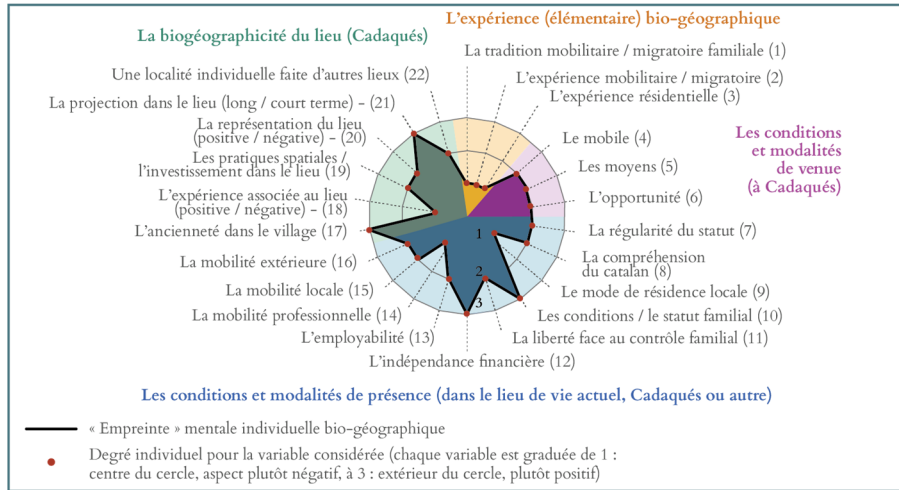 L'expérience (élémentaire) bio-géographique
La biogéographicité du lieu (Cadaqués)
La tradition mobilitaire / migratoire familiale (1)
Une localité individuelle faite d'autres lieux (22)
L'expérience mobilitaire / migratoire (2)
L'expérience résidentielle (3)
La projection dans le lieu (long / court terme) - (21)
La représentation du lieu
(positive / négative) - (20)
Le mobile (4)
Les conditions
et modalités
de venue
(à Cadaqués)
Les pratiques spatiales /
l'investissement dans le lieu (19)
Les moyens (5)
L'expérience associée au lieu
(positive / négative) - (18)
L'opportunité (6)
L'ancienneté dans le village (17)
La régularité du statut (7)
1
La mobilité extérieure (16)
La compréhension
du catalan (8)
2
La mobilité locale (15)
Le mode de résidence locale (9)
3
La mobilité professionnelle (14)
Les conditions / le statut familial (10)
L'employabilité (13)
La liberté face au contrôle familial (11)
L'indépendance financière (12)
Les conditions et modalités de présence (dans le lieu de vie actuel, Cadaqués ou autre)
« Empreinte » mentale individuelle bio-géographique
Degré individuel pour la variable considérée (chaque variable est graduée de 1 :
centre du cercle, aspect plutôt négatif, à 3 : extérieur du cercle, plutôt positif)